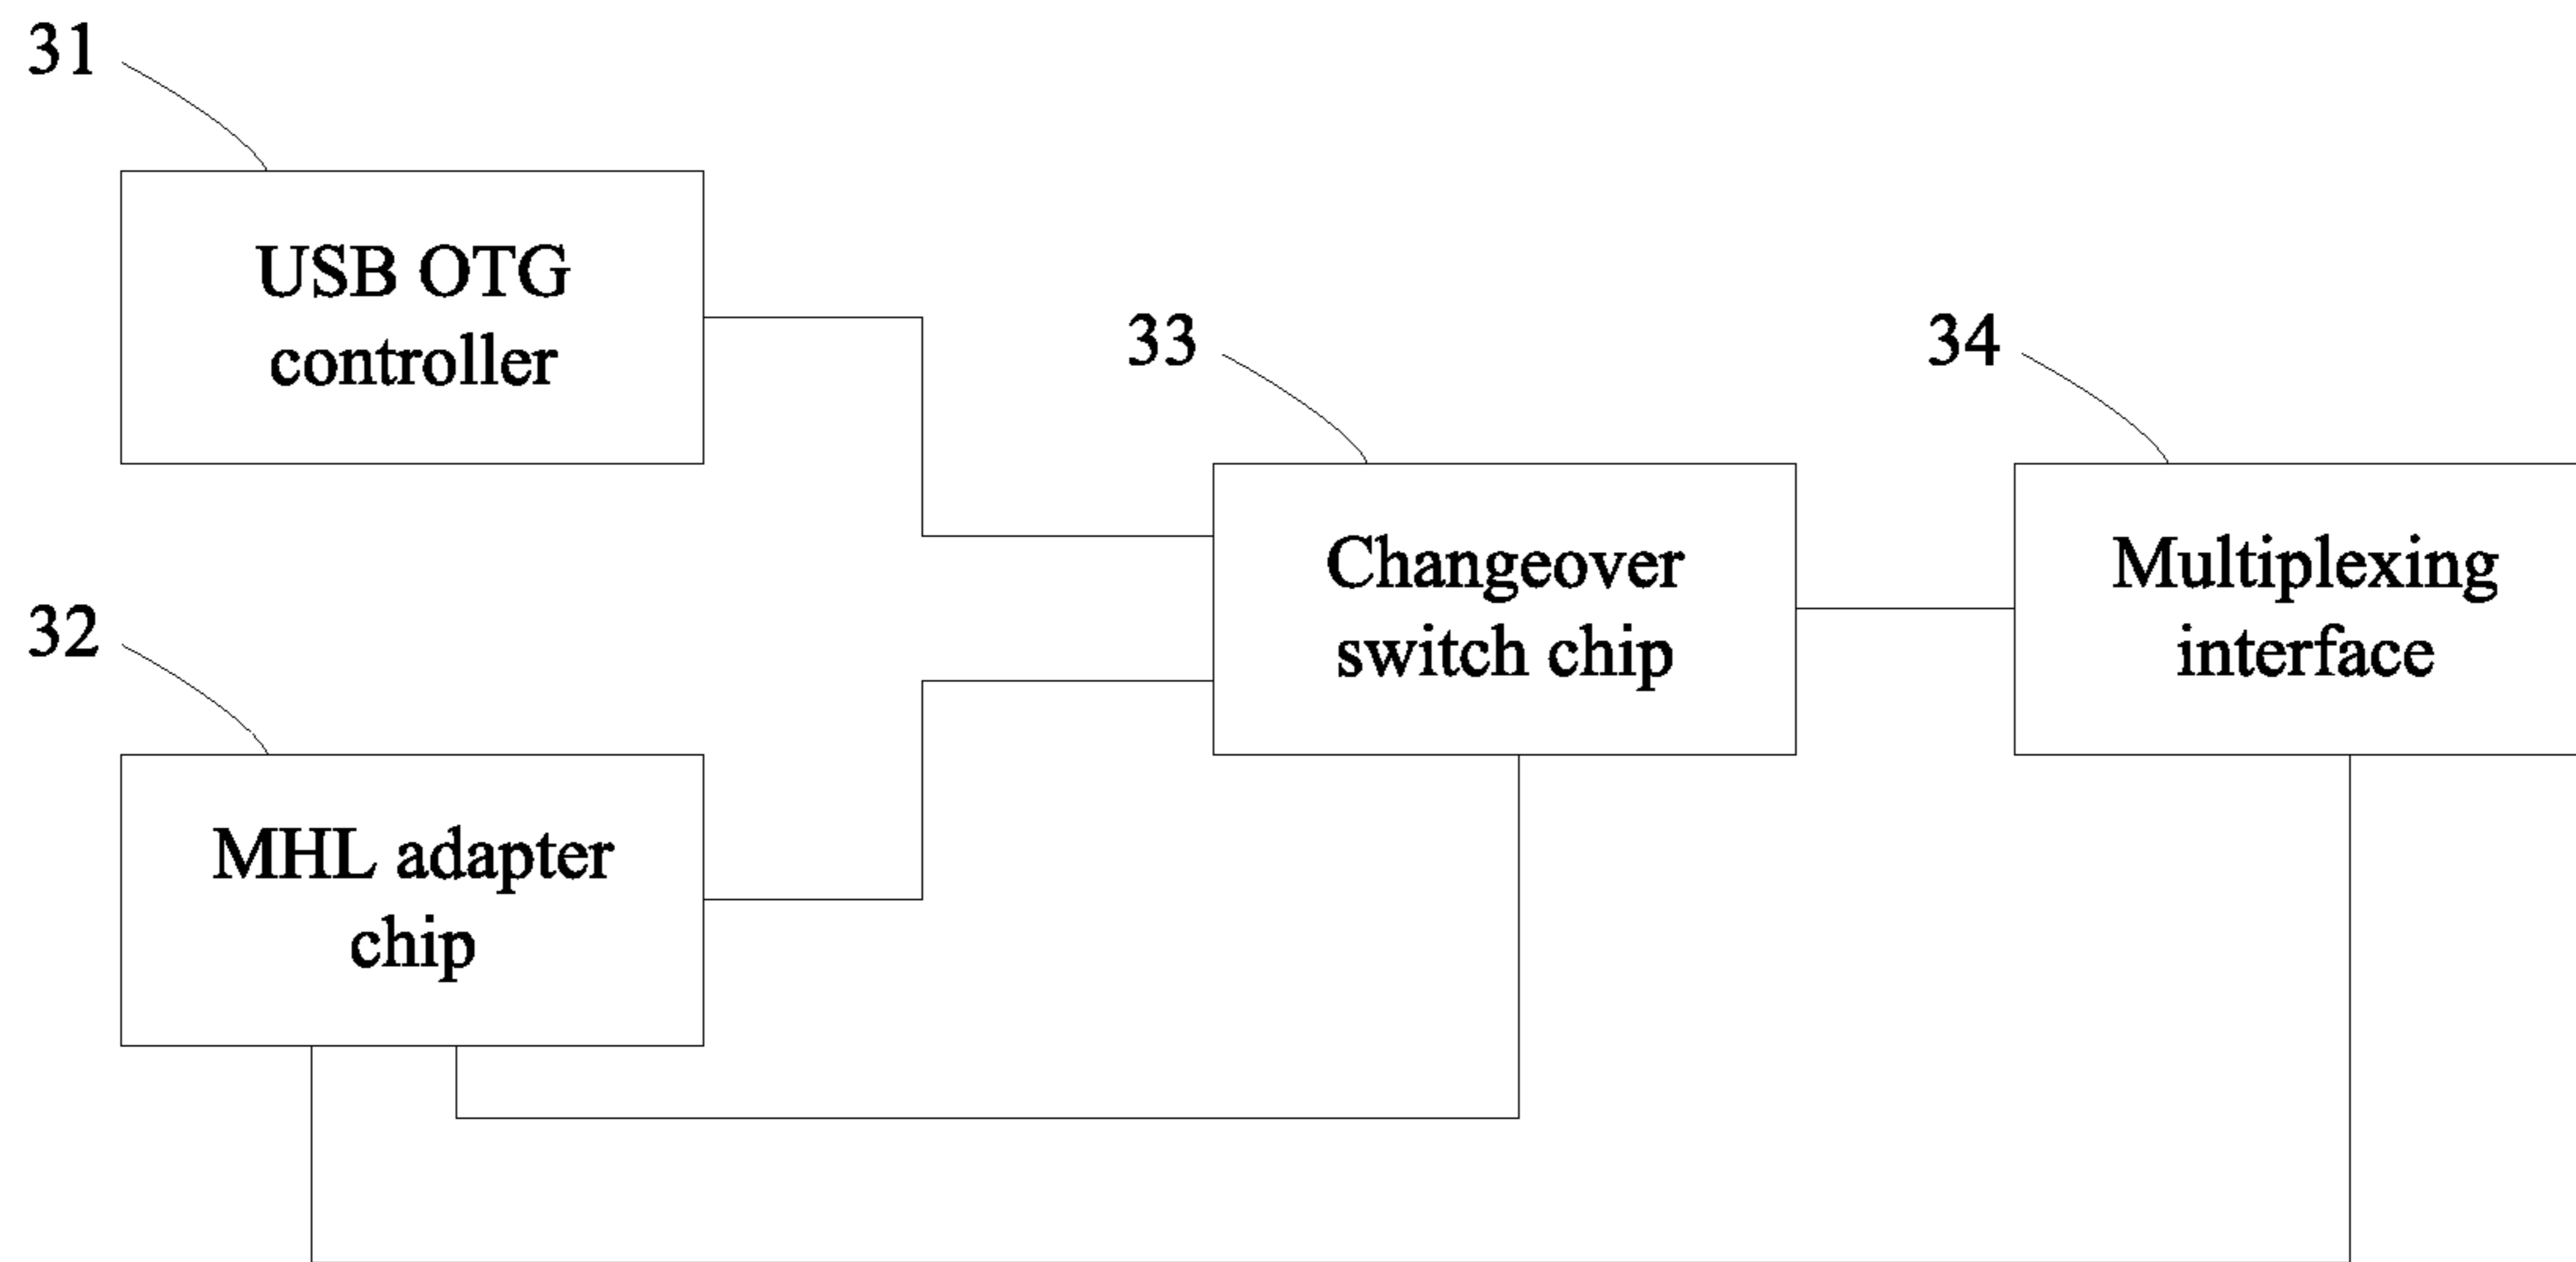 31
USB OTG
controller
33
34
Changeover
switch chip
Multiplexing
interface
32
MHL adapter
chip